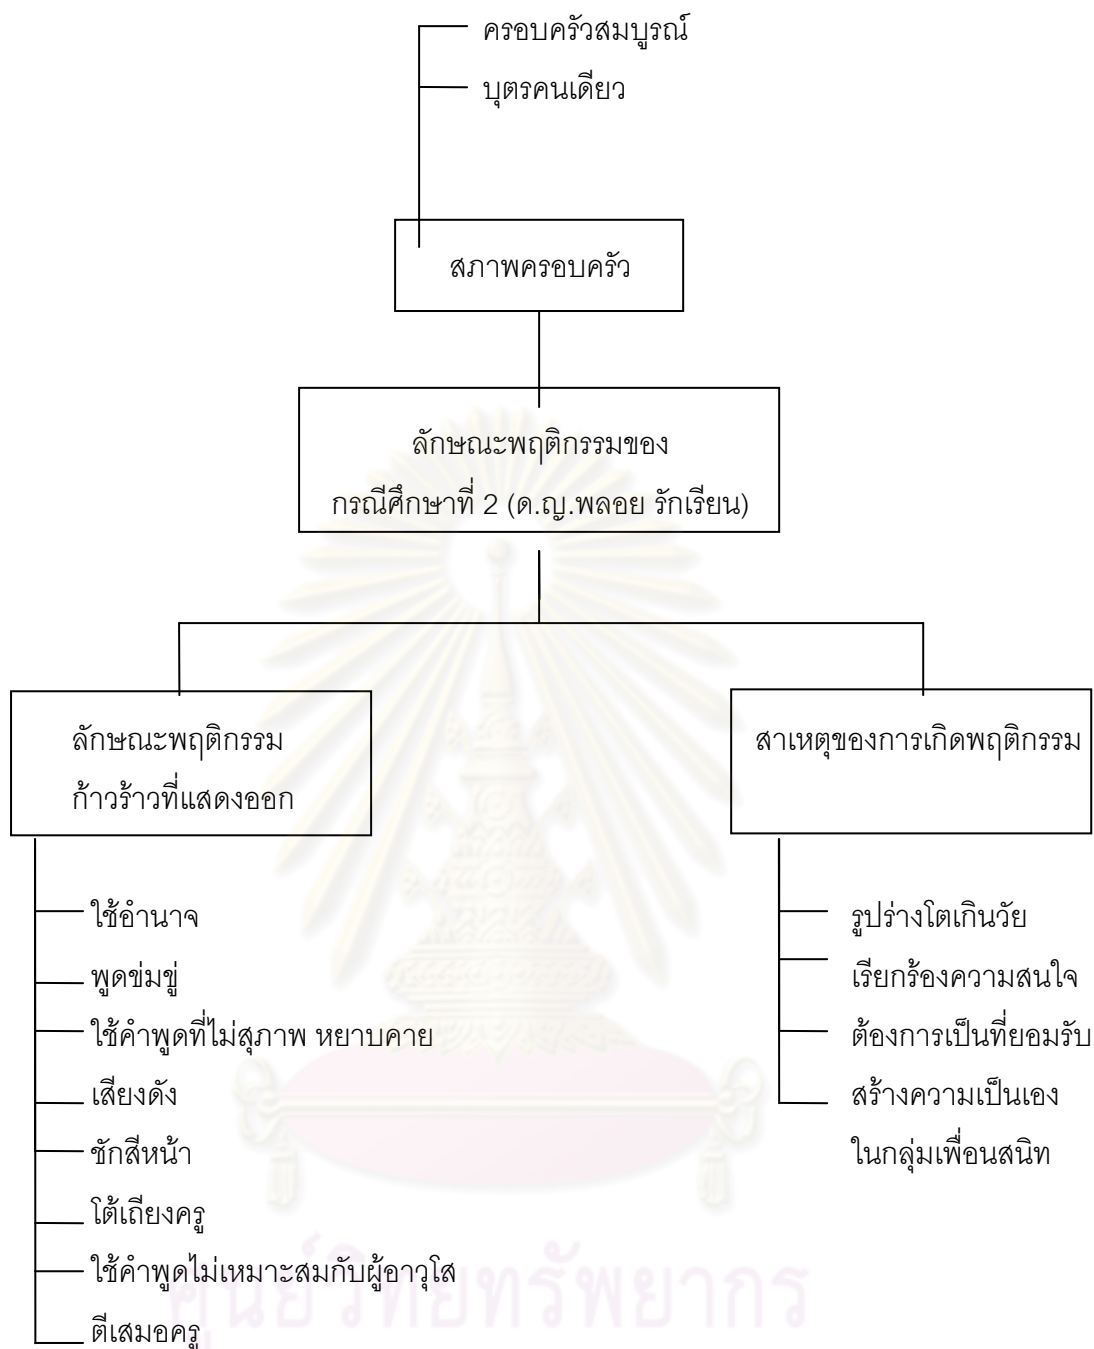 ครอบครัวสมบูรณ์
บุตรคนเดียว
สภาพครอบครัว
ลักษณะพฤติกรรมของ
กรณีศึกษาที่ 2 (ด.ญ.พลอย รักเรียน)
ลักษณะพฤติกรรม
ก้าวร้าวที่แสดงออก
ใช้อำนาจ
พูดข่มขู่
ใช้คำพูดที่ไม่สุภาพ หยาบคาย
เสียงดัง
ชักสีหน้า
โต้เถียงครู
ใช้คำพูดไม่เหมาะสมกับผู้อาวุโส
ตีเสมอครู
สาเหตุของการเกิดพฤติกรรม
รูปร่างโตเกินวัย
เรียกร้องความสนใจ
ต้องการเป็นที่ยอมรับ
สร้างความเป็นเอง
ในกลุ่มเพื่อนสนิท
ศูนย์วิทยทรัพยากร